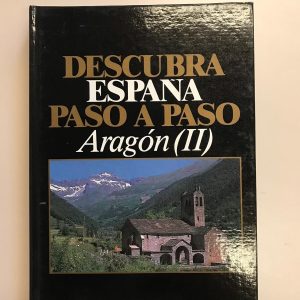 DESCUBRA
ESPAÑA
PASO A PASO
Aragón (II)